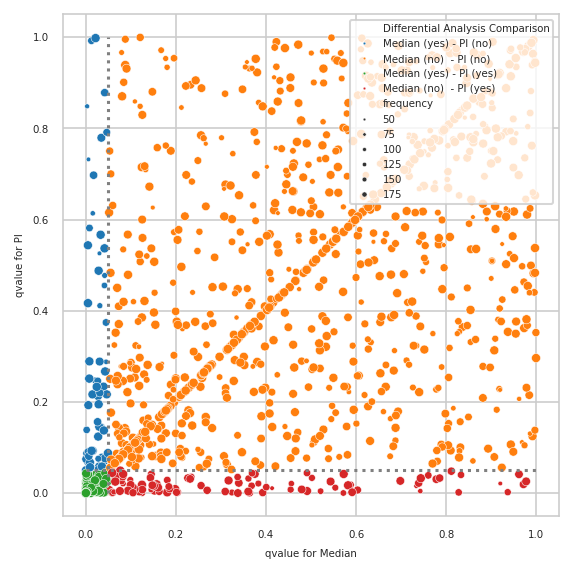 Differential Analysis Comparison
Median (yes) - PI (no)
Median (no)  - PI (no)
Median (yes) - PI (yes)
Median (no)  - PI (yes)
frequency
50
75
100
125
150
175
1.0
0.8
0.6
0.4
0.2
0.0
qvalue for PI
0.0 0.2 0.4 0.6 0.8 1.0
qvalue for Median